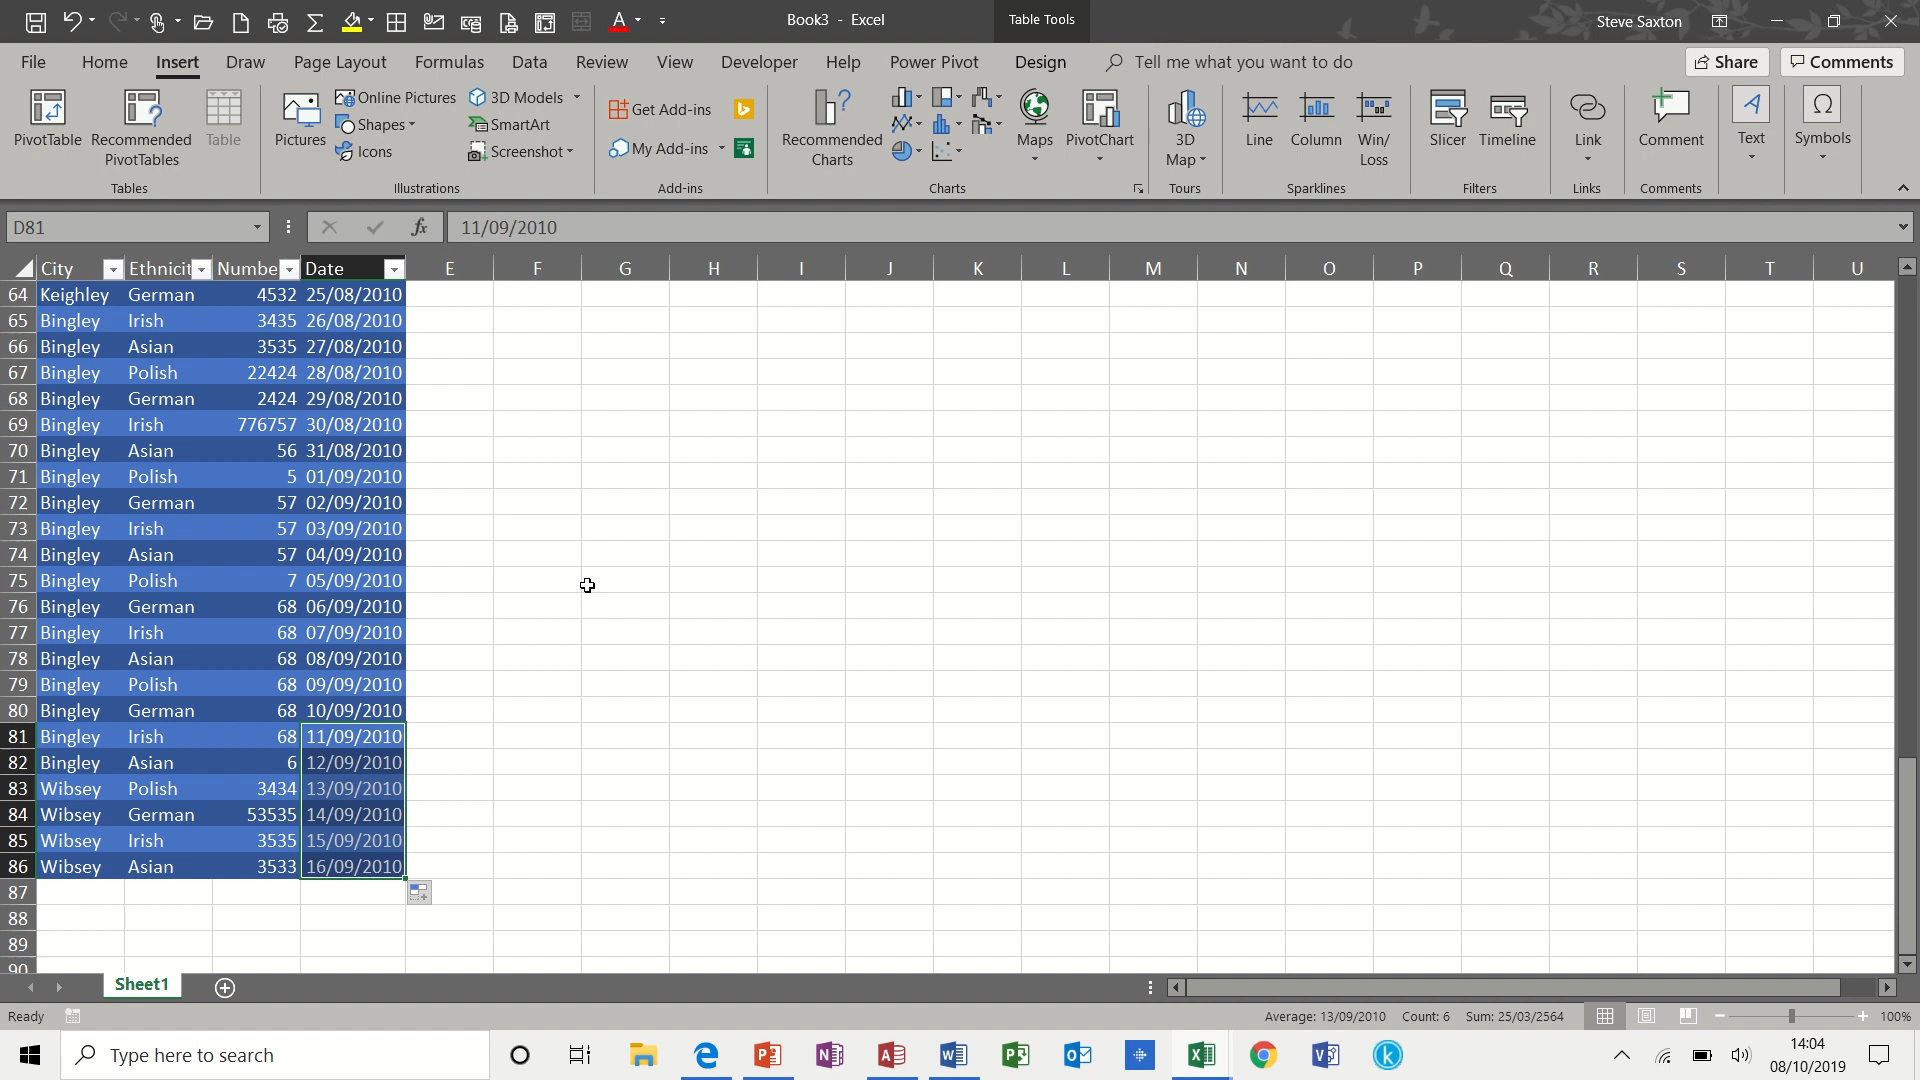 Book3 - Excel
Table Tools
Steve Saxton
File Home Insert Draw Page Layout Formulas Data Review View Developer Help Power Pivot Design Tell me what you want to do Share Comments
PivotTable
Recommended PivotTables
Table
Tables
Pictures
Online Pictures
Shapes
Icons
3D Models
SmartArt
Screenshot
Illustrations
Get Add-ins
My Add-ins
Add-ins
Recommended Charts
Maps
PivotChart
Charts
3D Map
Tours
Line
Column
Win/ Loss
Sparklines
Slicer
Timeline
Filters
Link
Links
Comment
Comments
Text
Symbols
D81 fx 11/09/2010
City Ethnicit Numbe Date E F G H I J K L M N O P Q R S T U
64 Keighley German 4532 25/08/2010
65 Bingley Irish 3435 26/08/2010
66 Bingley Asian 3535 27/08/2010
67 Bingley Polish 22424 28/08/2010
68 Bingley German 2424 29/08/2010
69 Bingley Irish 776757 30/08/2010
70 Bingley Asian 56 31/08/2010
71 Bingley Polish 5 01/09/2010
72 Bingley German 57 02/09/2010
73 Bingley Irish 57 03/09/2010
74 Bingley Asian 57 04/09/2010
75 Bingley Polish 7 05/09/2010
76 Bingley German 68 06/09/2010
77 Bingley Irish 68 07/09/2010
78 Bingley Asian 68 08/09/2010
79 Bingley Polish 68 09/09/2010
80 Bingley German 68 10/09/2010
81 Bingley Irish 68 11/09/2010
82 Bingley Asian 6 12/09/2010
83 Wibsey Polish 3434 13/09/2010
84 Wibsey German 53535 14/09/2010
85 Wibsey Irish 3535 15/09/2010
86 Wibsey Asian 3533 16/09/2010
87
88
89
90
Sheet1
Ready Average: 13/09/2010 Count: 6 Sum: 25/03/2564 100%
Type here to search
14:04
08/10/2019